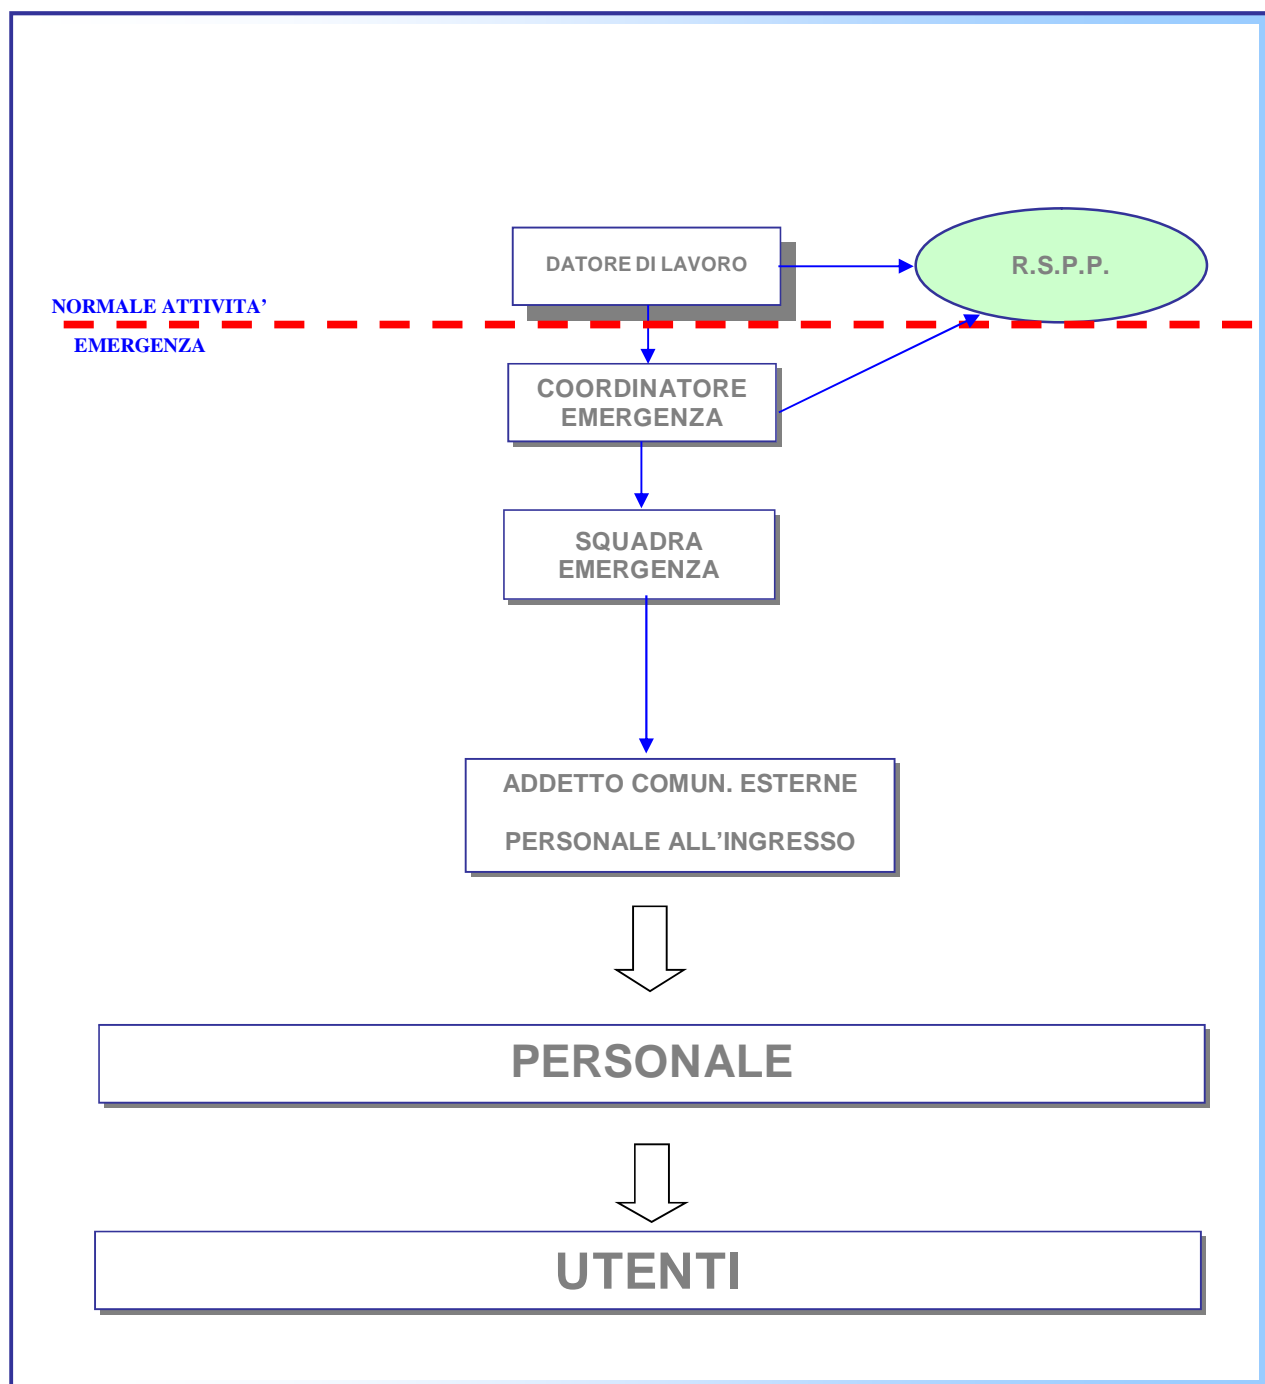 DATORE DI LAVORO
R.S.P.P.
NORMALE ATTIVITA’
EMERGENZA
COORDINATORE
EMERGENZA
SQUADRA
EMERGENZA
ADDETTO COMUN. ESTERNE
PERSONALE ALL’INGRESSO
PERSONALE
UTENTI